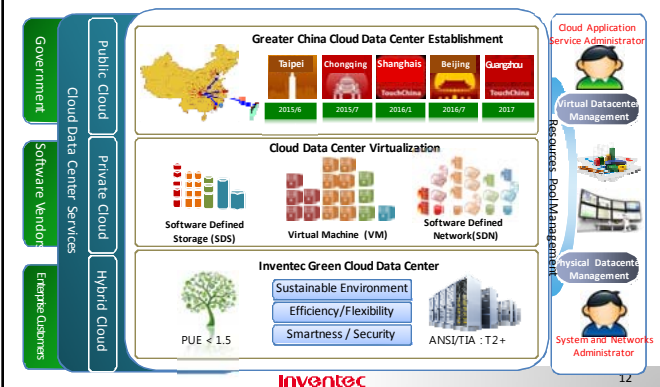 Government
Software Vendors
Enterprise Customers
Cloud Data Center Services
Public Cloud
Private Cloud
Hybrid Cloud
Greater China Cloud Data Center Establishment
Taipei
Chongqing
Shanghais
Beijing
Guangzhou
TouchChina
TouchChina
2015/6
2015/7
2016/1
2016/7
2017
Cloud Data Center Virtualization
Software Defined
Storage (SDS)
Virtual Machine (VM)
Software Defined
Network(SDN)
Inventec Green Cloud Data Center
Sustainable Environment
Efficiency/Flexibility
Smartness / Security
PUE < 1.5
ANSI/TIA : T2+
Resources Pool Management
Cloud Application
Service Administrator
Virtual Datacenter
Management
Physical Datacenter
Management
System and Networks
Administrator
Inventec
12